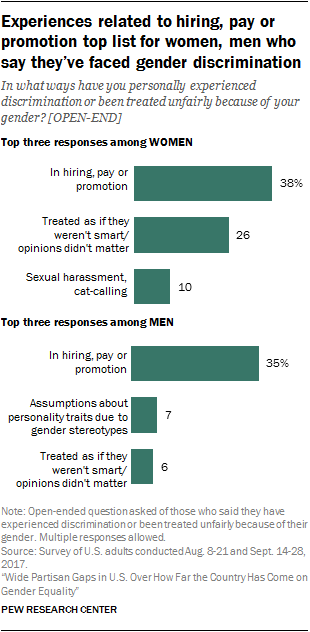 Experiences related to hiring, pay or
promotion top list for women, men who
say they've faced gender discrimination
In what ways have you personally experienced
discrimination or been treated unfairly because of your
gender? [OPEN-END]
Top three responses among WOMEN
In hiring, pay or
promotion
38%
Treated as if they
weren't smart/
opinions didn't matter
26
Sexual harassment,
cat-calling
10
Top three responses among MEN
In hiring, pay or
promotion
35%
Assumptions about
personality traits due to
gender stereotypes
7
Treated as if they
weren't smart/
opinions didn't matter
6
Note: Open-ended question asked of those who said they have
experienced discrimination or been treated unfairly because of their
gender. Multiple responses allowed.
Source: Survey of U.S. adults conducted Aug. 8-21 and Sept. 14-28,
2017.
"Wide Partisan Gaps in U.S. Over How Far the Country Has Come on
Gender Equality"
PEW RESEARCH CENTER